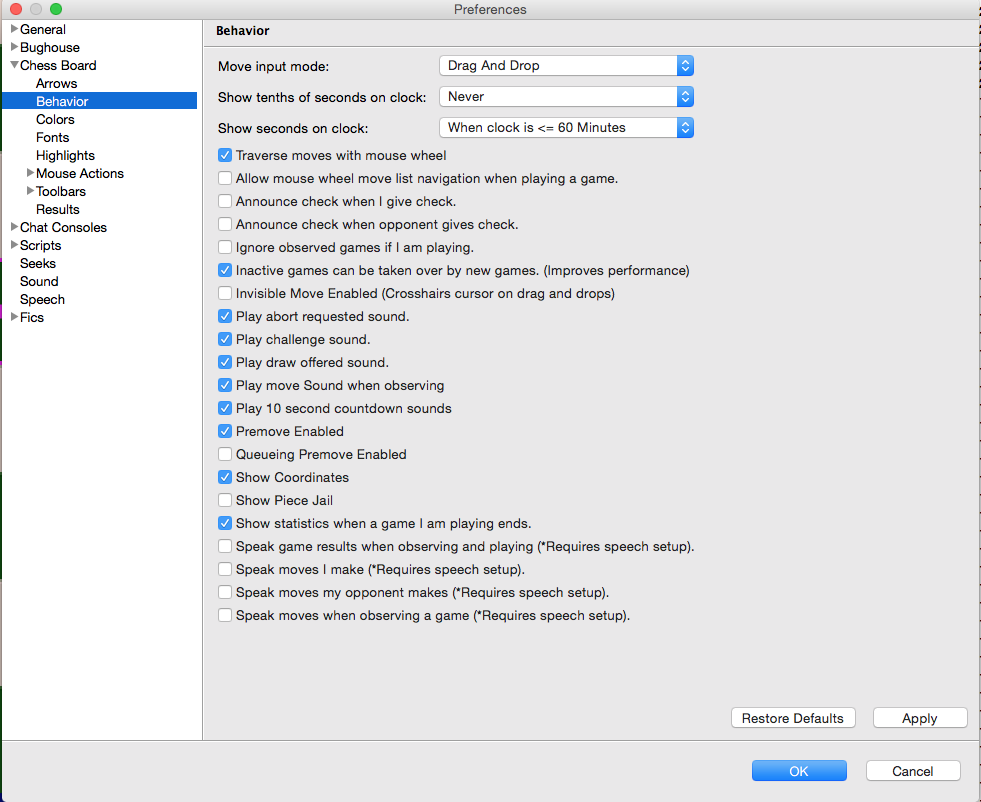 Preferences
General
Bughouse
Chess Board
Arrows
Behavior
Colors
Fonts
Highlights
Mouse Actions
Toolbars
Results
Chat Consoles
Scripts
Seeks
Sound
Speech
Fics
Behavior
Move input mode: Drag And Drop
Show tenths of seconds on clock: Never
Show seconds on clock: When clock is <= 60 Minutes
Traverse moves with mouse wheel
Allow mouse wheel move list navigation when playing a game.
Announce check when I give check.
Announce check when opponent gives check.
Ignore observed games if I am playing.
Inactive games can be taken over by new games. (Improves performance)
Invisible Move Enabled (Crosshairs cursor on drag and drops)
Play abort requested sound.
Play challenge sound.
Play draw offered sound.
Play move Sound when observing
Play 10 second countdown sounds
Premove Enabled
Queueing Premove Enabled
Show Coordinates
Show Piece Jail
Show statistics when a game I am playing ends.
Speak game results when observing and playing (*Requires speech setup).
Speak moves I make (*Requires speech setup).
Speak moves my opponent makes (*Requires speech setup).
Speak moves when observing a game (*Requires speech setup).
Restore Defaults Apply
OK Cancel